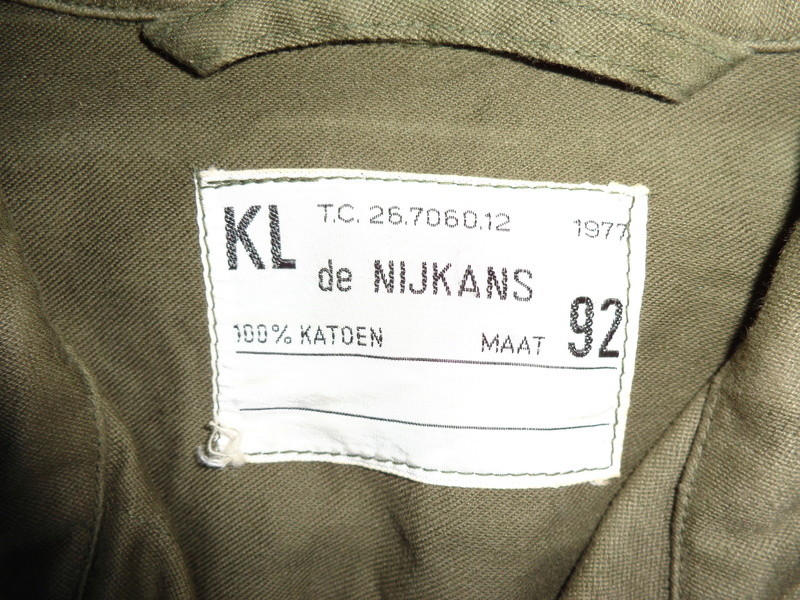 KL T.C. 26.7060.12 1977
de NIJKANS
100% KATOEN MAAT 92